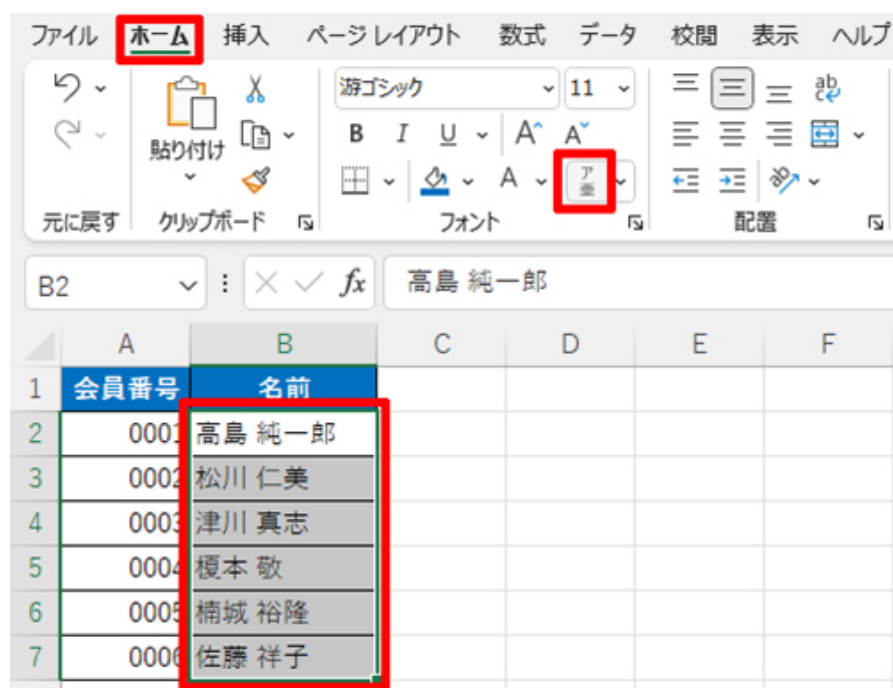 ファイル ホーム 挿入 ページ レイアウト 数式 データ 校閲 表示 ヘルプ
貼り付け
游ゴシック 11
B I U A A
ab
c
A ア
亜
ab
元に戻す クリップボード フォント 配置
B2 fx 高島 純一郎
A B C D E F
1 会員番号 名前
2 0001 高島 純一郎
3 0002 松川 仁美
4 0003 津川 真志
5 0004 榎本 敬
6 0005 楠城 裕隆
7 0006 佐藤 祥子